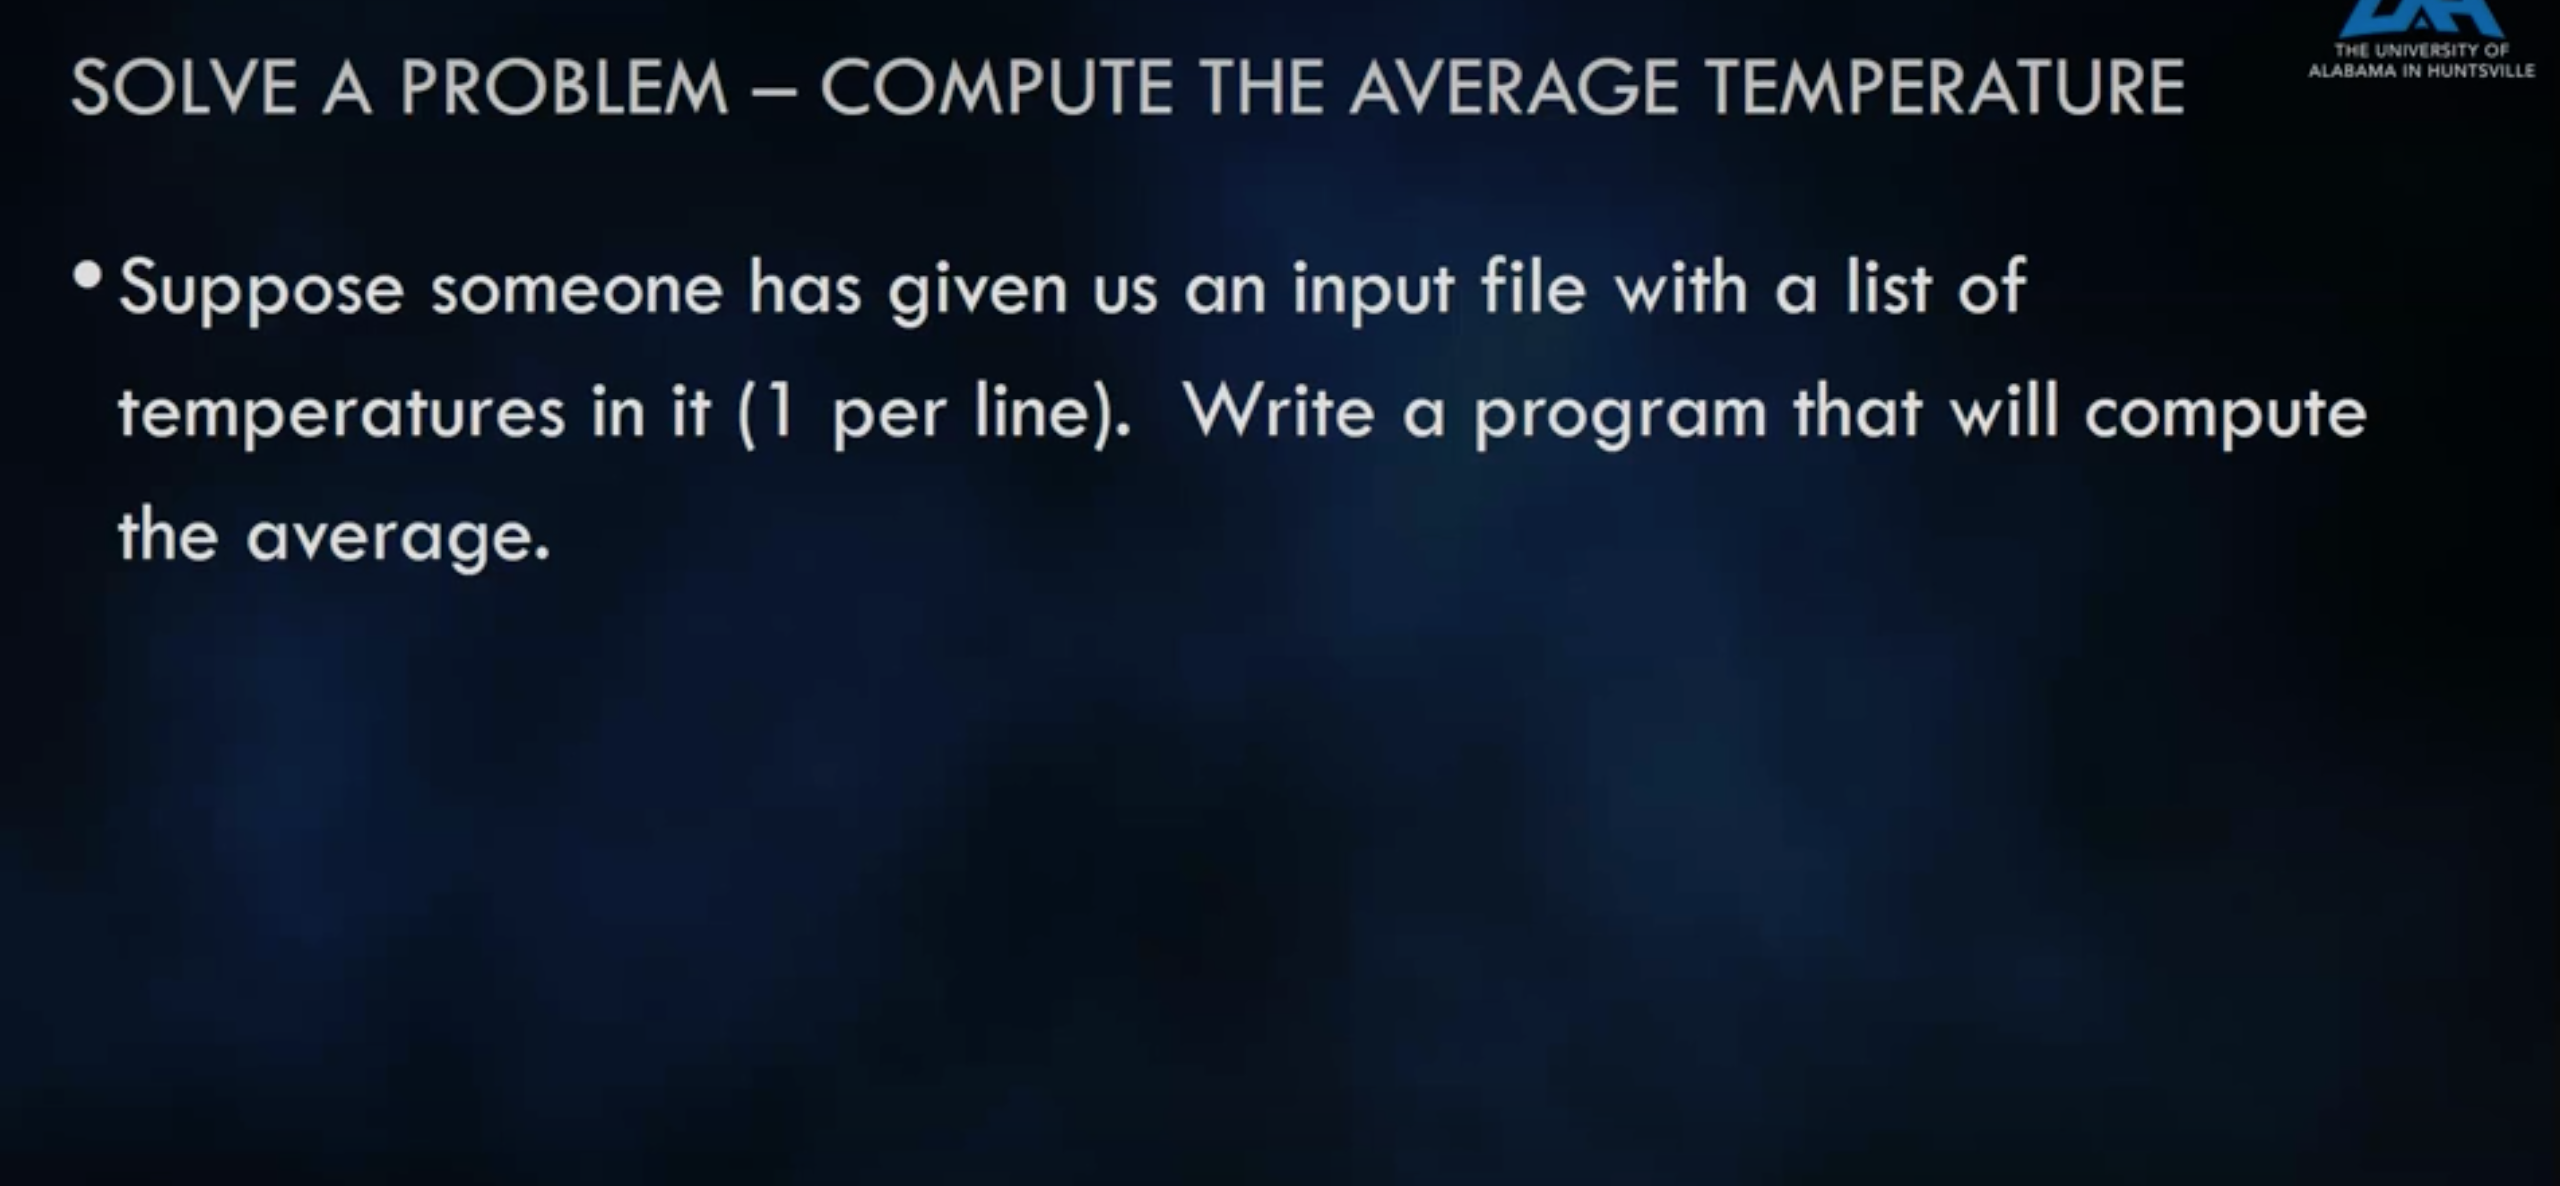 THE UNIVERSITY OF
ALABAMA IN HUNTSVILLE
SOLVE A PROBLEM – COMPUTE THE AVERAGE TEMPERATURE
• Suppose someone has given us an input file with a list of
temperatures in it (1 per line).  Write a program that will compute
the average.